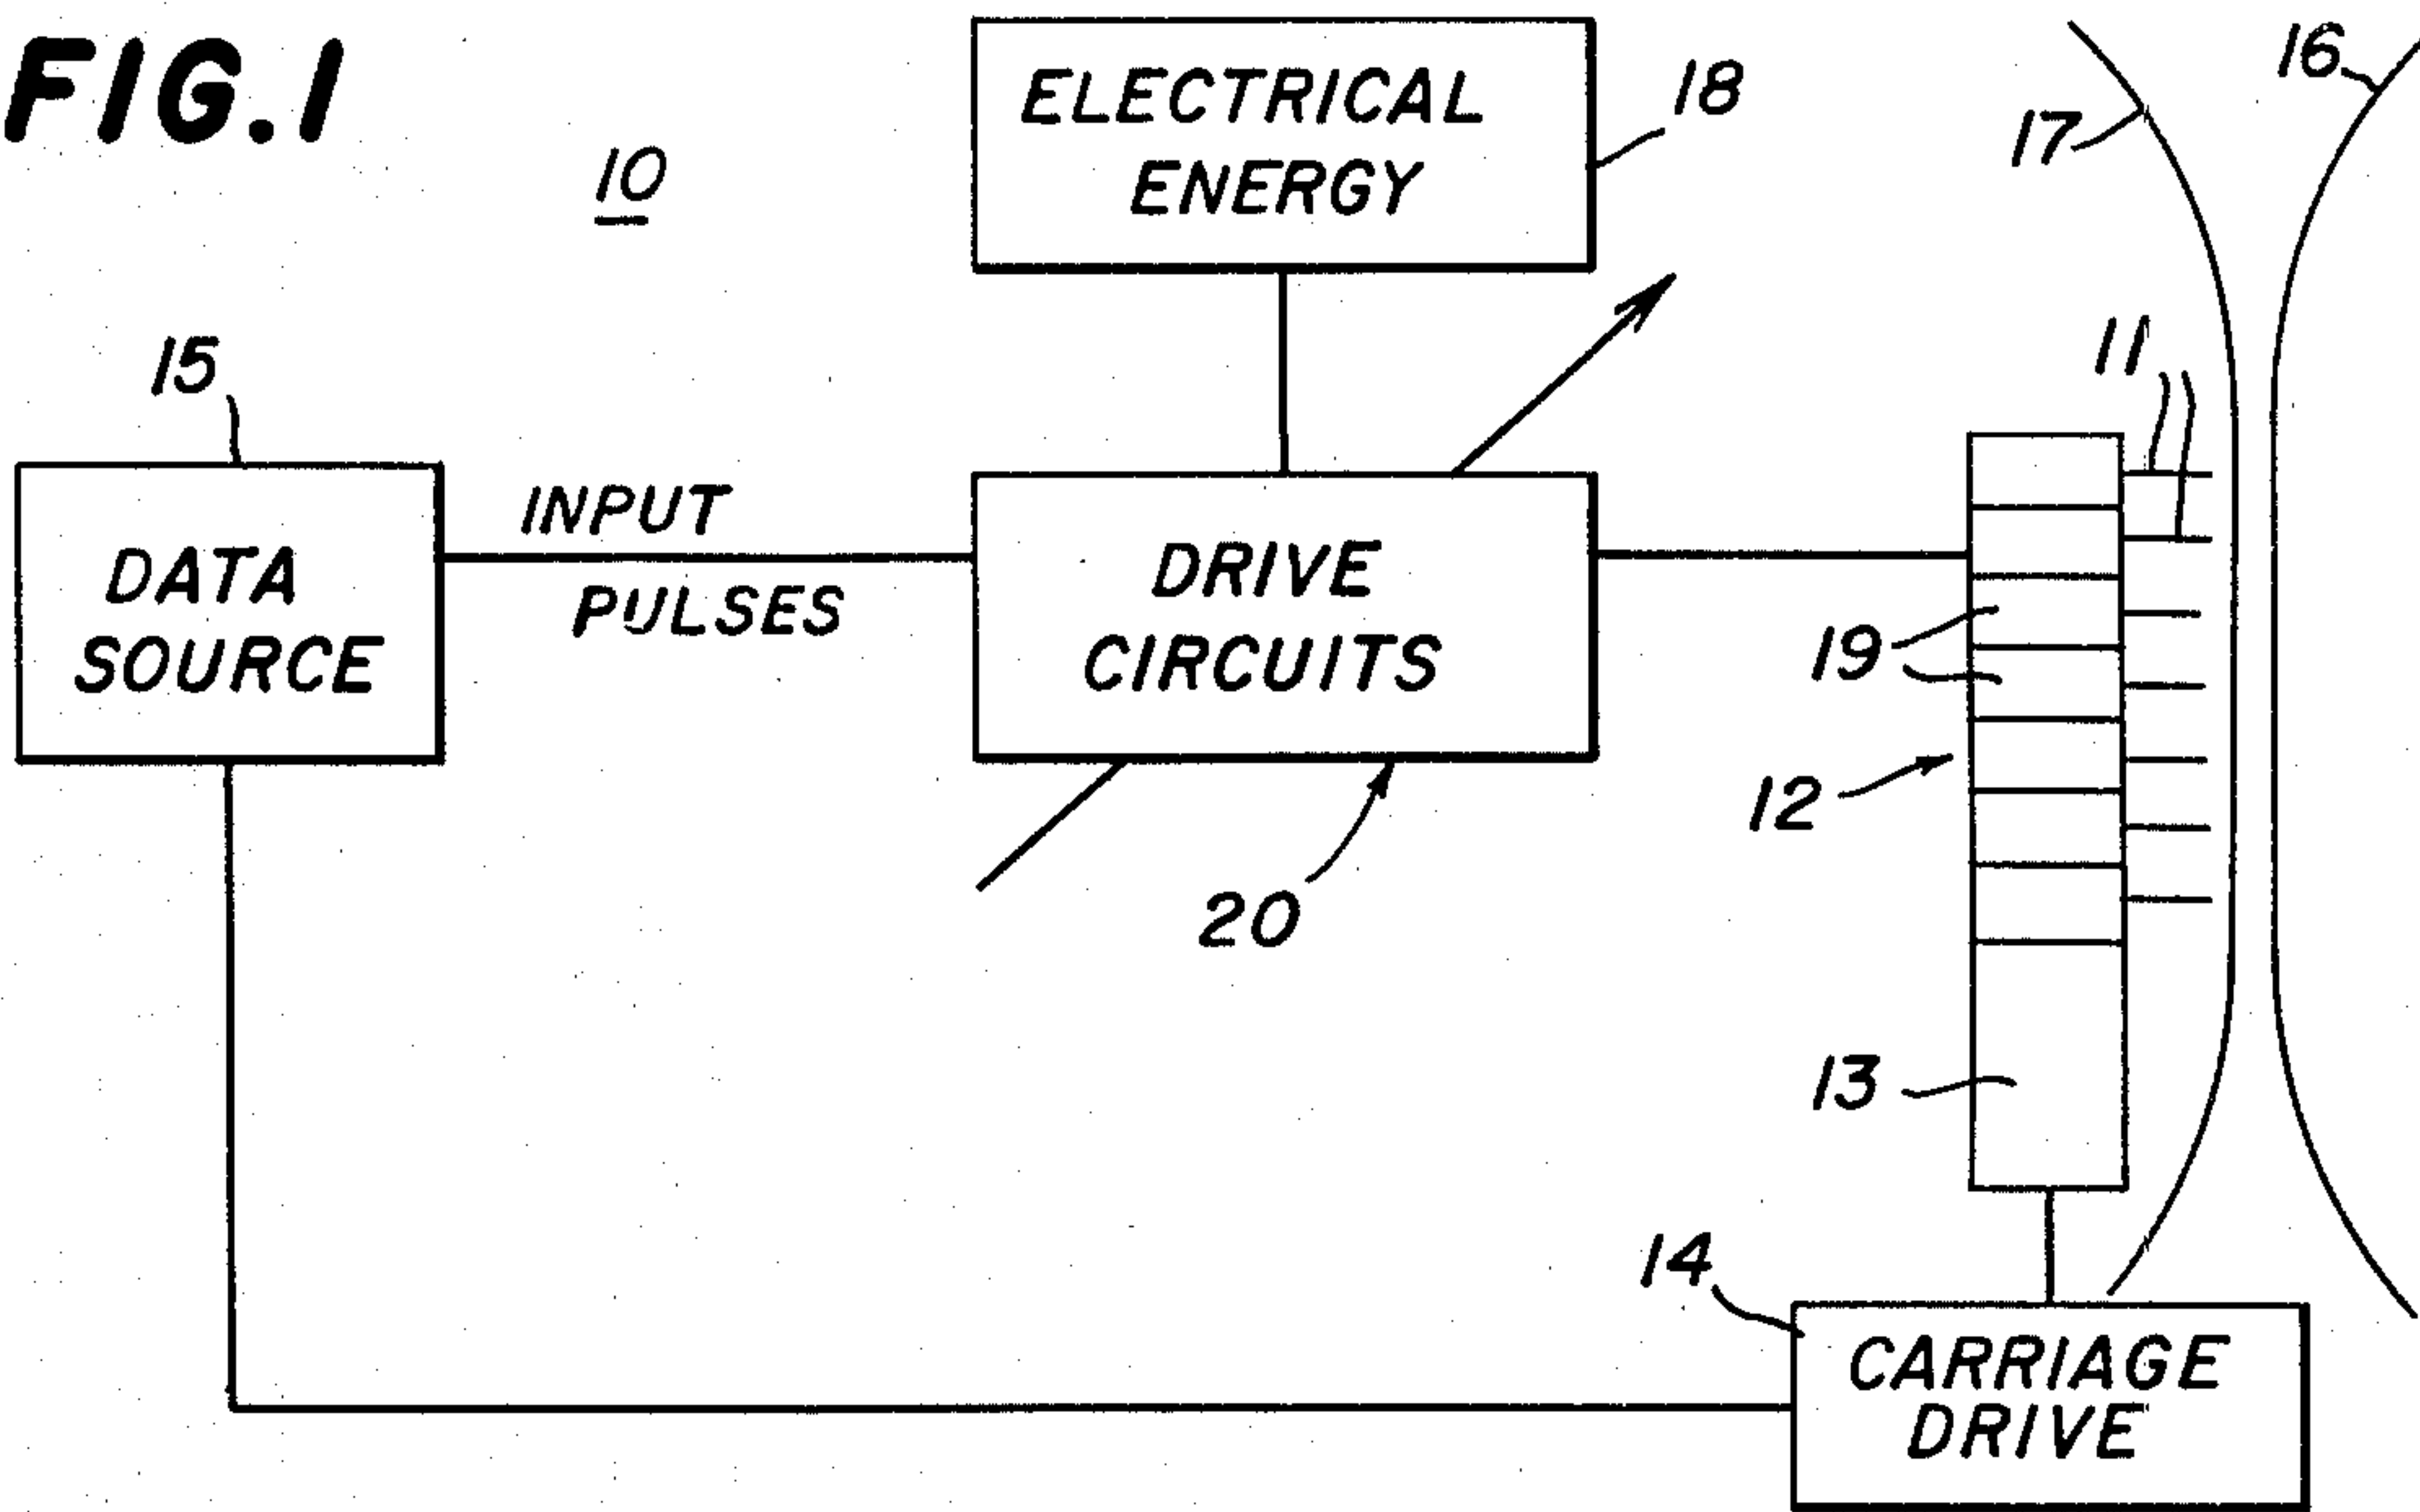 FIG.1
10
ELECTRICAL
ENERGY
18
17
16
15
11
INPUT
PULSES
DATA
SOURCE
DRIVE
CIRCUITS
19
12
20
13
14
CARRIAGE
DRIVE